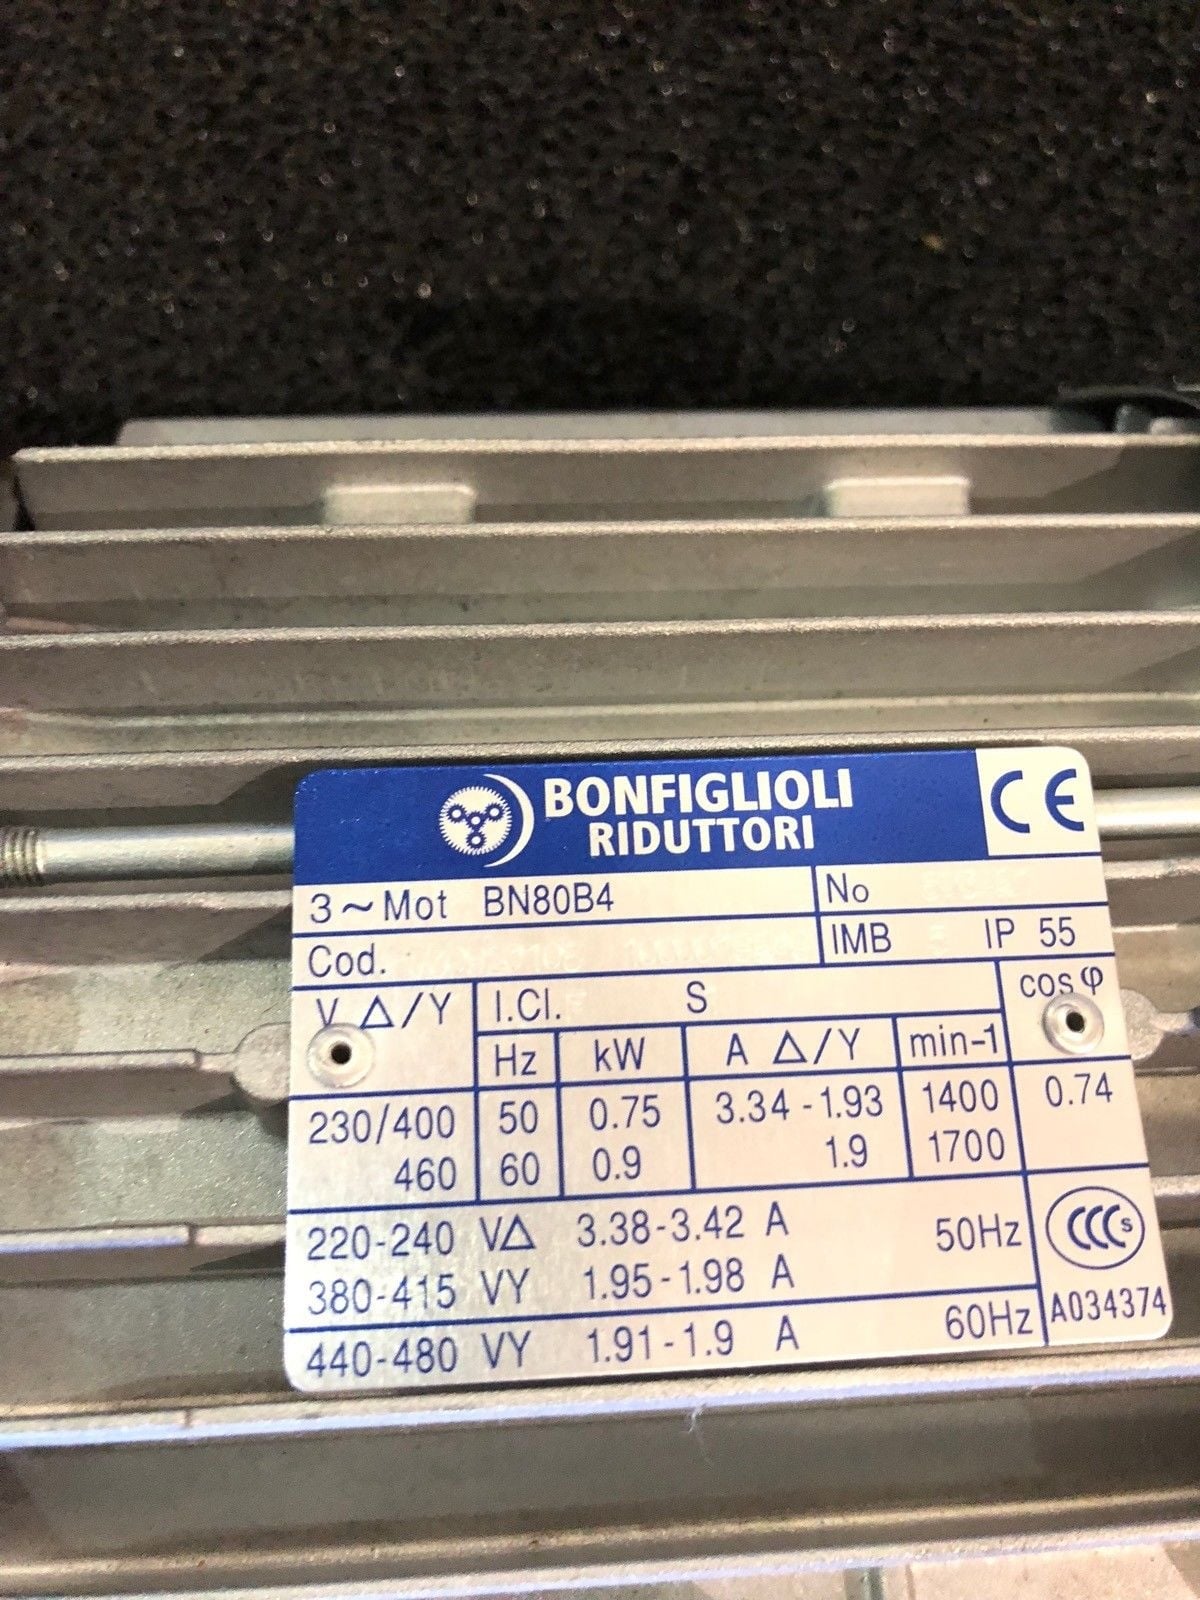 BONFIGLIOLI
RIDUTTORI
CE
3~Mot BN80B4
No
Cod.
IMB IP 55
V Δ/Y I.Cl. S cos φ
Hz kW A Δ/Y min-1
230/400 50 0.75 3.34-1.93 1400 0.74
460 60 0.9 1.9 1700
220-240 VΔ 3.38-3.42 A 50Hz
380-415 VY 1.95-1.98 A
440-480 VY 1.91-1.9 A 60Hz
CCC S
A034374